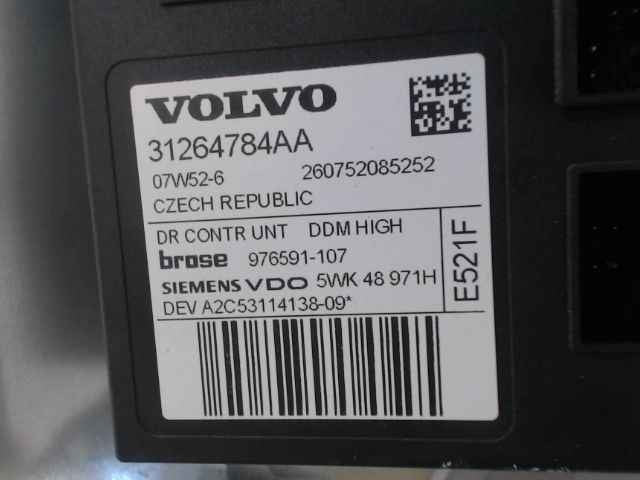 VOLVO
31264784AA
07W52-6 260752085252
CZECH REPUBLIC
DR CONTR UNT DDM HIGH
brose 976591-107
SIEMENS VDO 5WK 48 971H
DEV A2C53114138-09*
E521F